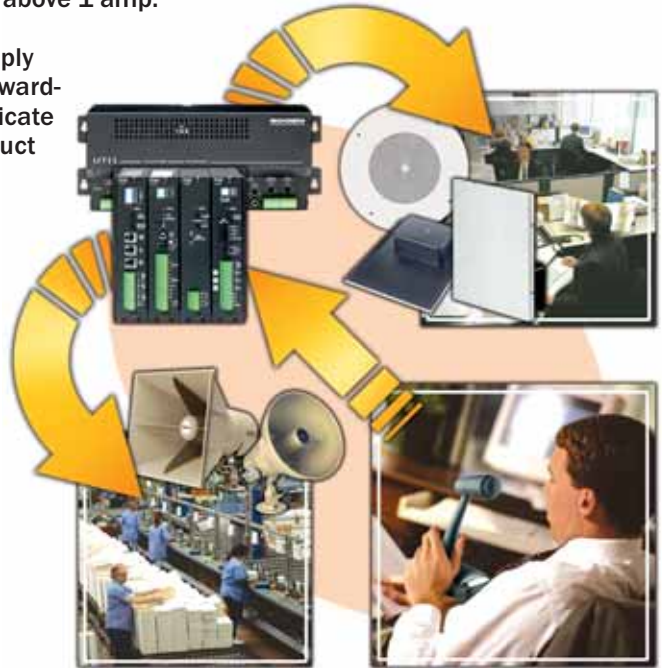 above 1 amp.
ply
ward-
icate
uct